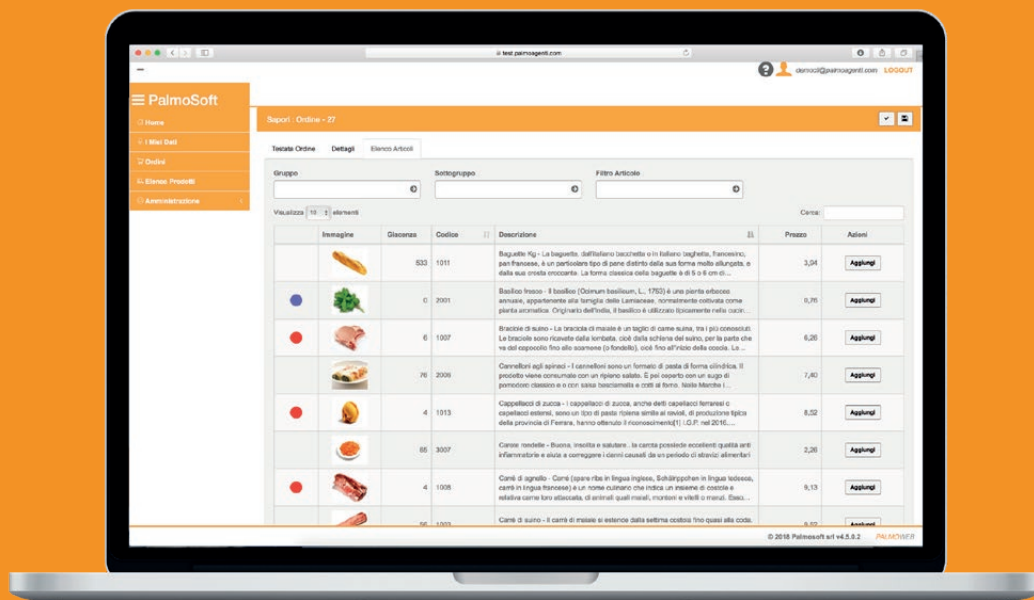 test.palmoagenti.com
LOGOUT
PalmoSoft
Home
I Miei Dati
Ordini
Elenco Prodotti
Amministrazione
Sapori : Ordine - 27
Testata Ordine Dettagli Elenco Articoli
Gruppo Sottogruppo Filtro Articolo
Visualizza 10 elementi Cerca:
Immagine Giacenza Codice Descrizione Prezzo Azioni
Baguette Kg - La baguette, dall'italiano bacchetta o in italiano baghetta, francesino,
pan francese, è un particolare tipo di pane distinto dalla sua forma molto allungata, e
533 1011 3,94 Aggiungi
dalla sua crosta croccante. La forma classica della baguette è di 5 o 6 cm di ...
Basilico fresco - Il basilico (Ocimum basilicum, L., 1753) è una pianta erbacea
annuale, appartenente alla famiglia delle Lamiaceae, normalmente coltivata come
0 2001 0,76 Aggiungi
pianta aromatica. Originario dell'India, il basilico è utilizzato tipicamente nella cucin...
Braciole di suino - La braciola di maiale è un taglio di carne suina, tra i più conosciuti.
Le braciole sono ricavate dalla lombata, cioè dalla schiena del suino, per la parte che
6 1007 6,26 Aggiungi
va dal capocollo fino allo scamone (o fondello), cioè fino all'inizio della coscia. Le ...
Cannelloni agli spinaci - I cannelloni sono un formato di pasta di forma cilindrica. Il
prodotto viene consumato con un ripieno salato. È poi coperto con un sugo di
76 2006 7,40 Aggiungi
pomodoro classico e o con salsa besciamella e cotti al forno. Nelle Marche i ...
Cappellacci di zucca - I cappellacci di zucca, anche detti capellacci ferraresi o
capellacci estensi, sono un tipo di pasta ripiena simile ai ravioli, di produzione tipica
4 1013 8,52 Aggiungi
della provincia di Ferrara, hanno ottenuto il riconoscimento[1] I.G.P. nel 2016. ...
Carote rondelle - Buona, insolita e salutare . la carota possiede eccellenti qualità anti
65 3007 2,26 Aggiungi
infiammatorie e aiuta a correggere i danni causati da un periodo di stravizi alimentari
Carré di agnello - Carré (spare ribs in lingua inglese, in lingua tedesca,
carré in lingua francese) è un nome culinario che indica un insieme di costole e
4 1008 9,13 Aggiungi
relativa carne loro attaccata, di animali quali maiali, montoni e vitelli o manzi. Esso...
Carré di suino - Il carré di maiale si estende dalla settima costola fino quasi alla coda.
© 2018 Palmosoft srl v4.5.0.2 PALMOWEB